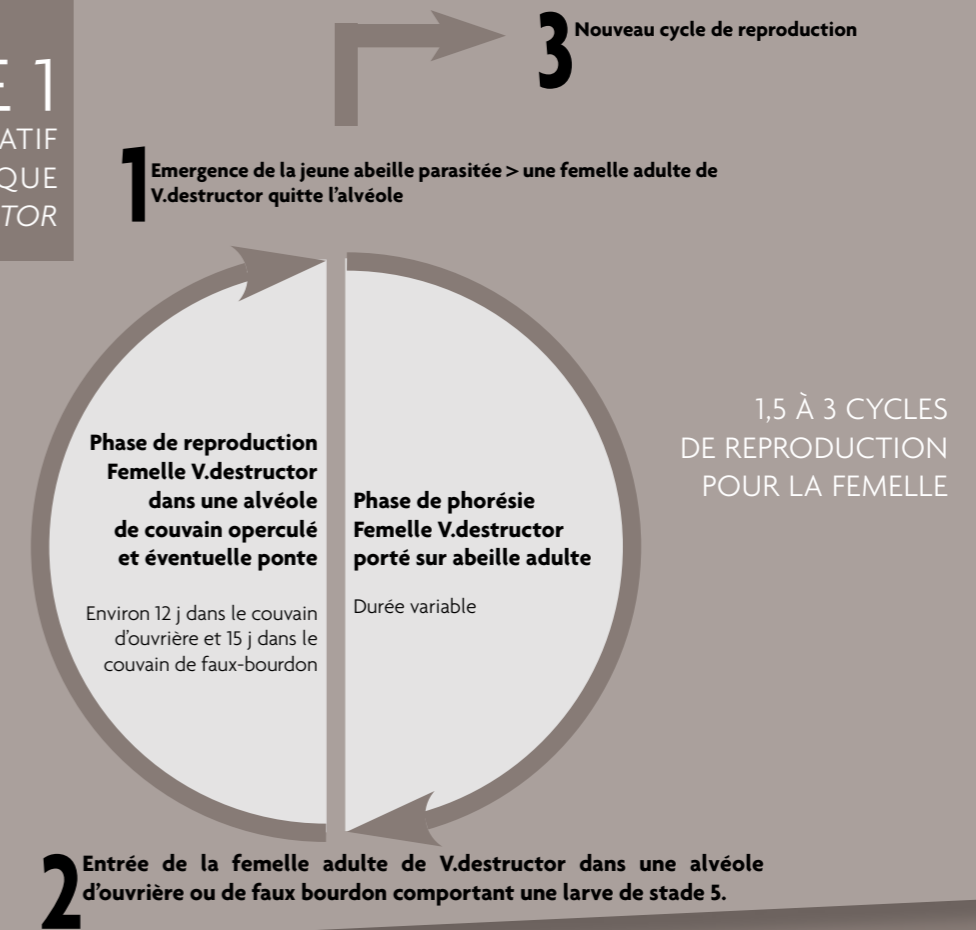 E 1
ATIF
QUE
TOR
3 Nouveau cycle de reproduction
1 Emergence de la jeune abeille parasitée > une femelle adulte de
V.destructor quitte l'alvéole
Phase de reproduction
Femelle V.destructor
dans une alvéole
de couvain operculé
et éventuelle ponte
Environ 12 j dans le couvain
d'ouvrière et 15 j dans le
couvain de faux-bourdon
Phase de phorésie
Femelle V.destructor
porté sur abeille adulte
Durée variable
1,5 À 3 CYCLES
DE REPRODUCTION
POUR LA FEMELLE
2 Entrée de la femelle adulte de V.destructor dans une alvéole
d'ouvrière ou de faux bourdon comportant une larve de stade 5.